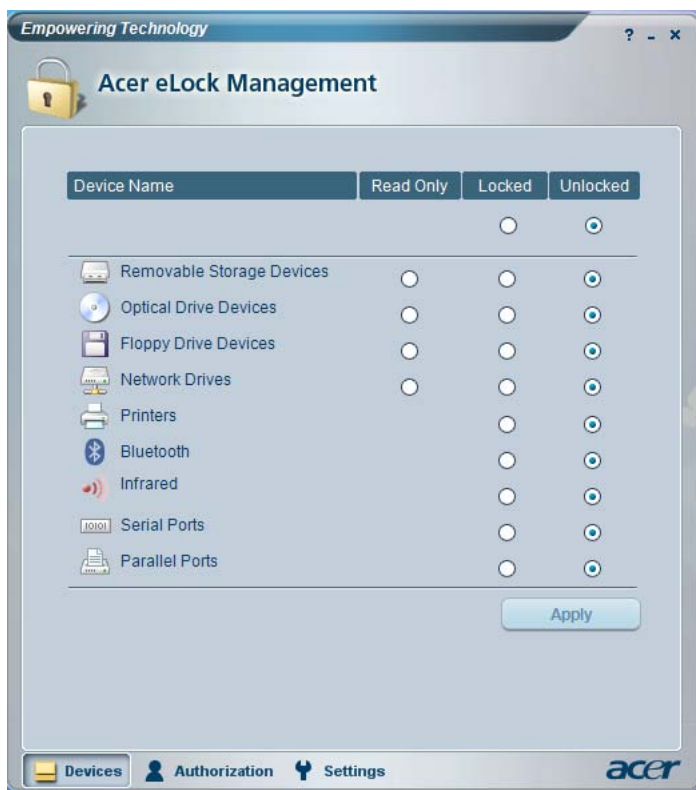 Empowering Technology
? - ×
Acer eLock Management
Device Name Read Only Locked Unlocked
Removable Storage Devices
Optical Drive Devices
Floppy Drive Devices
Network Drives
Printers
Bluetooth
Infrared
10101 Serial Ports
Parallel Ports
Apply
Devices Authorization Settings acer